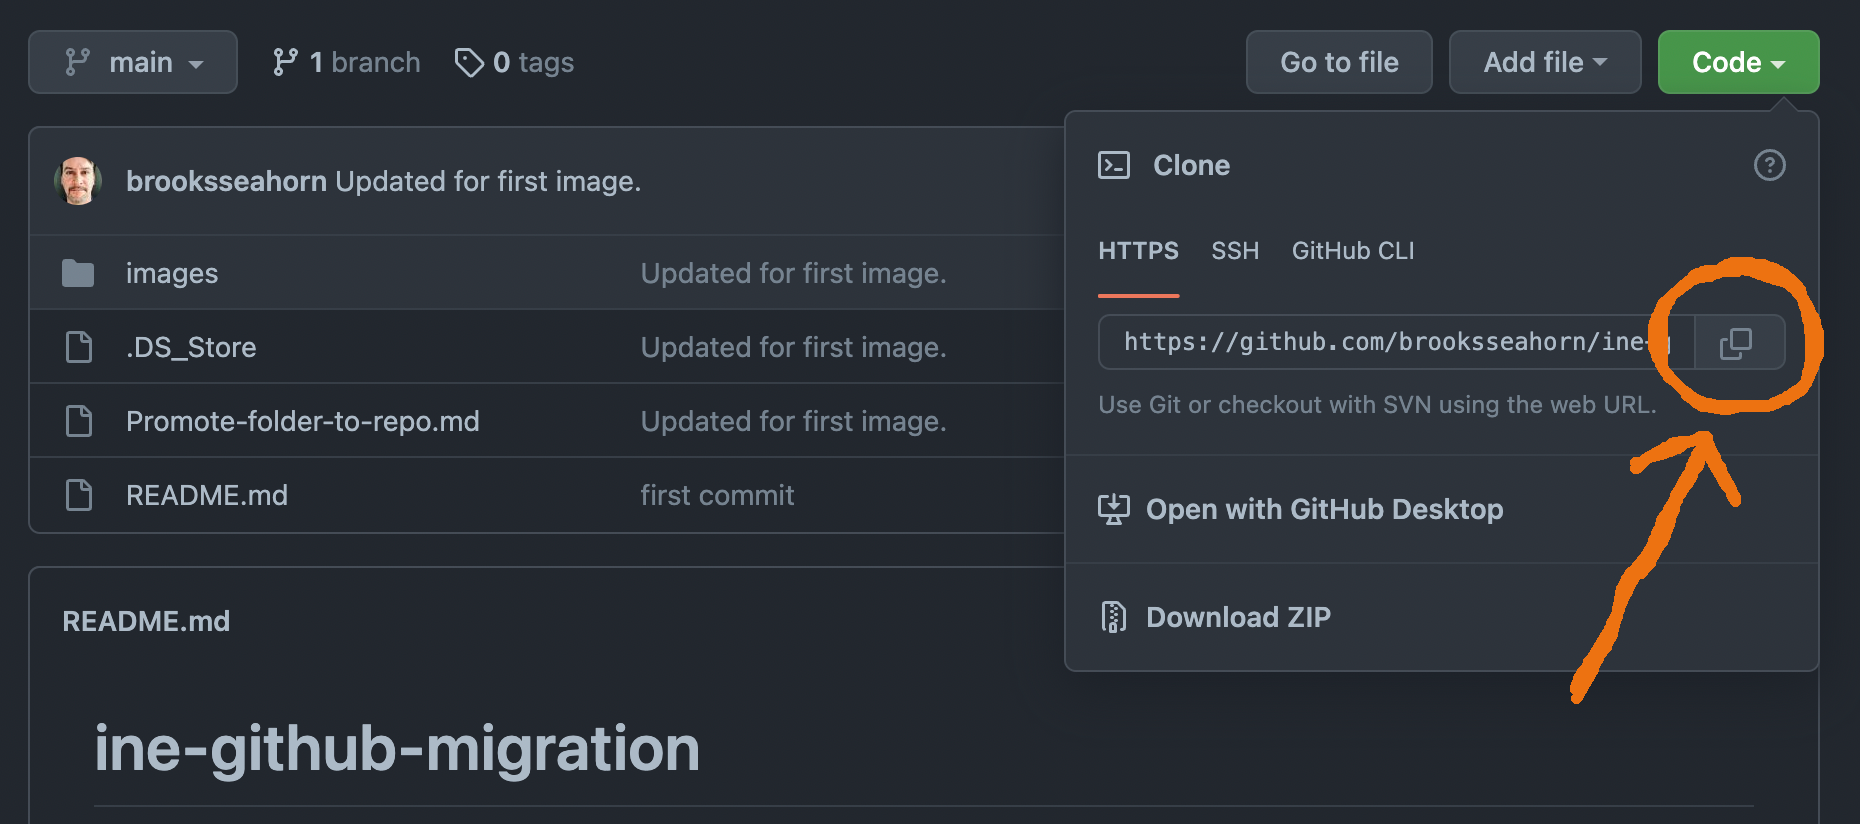 main 1 branch 0 tags Go to file Add file Code
brooksseahorn Updated for first image.
images Updated for first image.
.DS_Store Updated for first image.
Promote-folder-to-repo.md Updated for first image.
README.md first commit
Clone
HTTPS SSH GitHub CLI
https://github.com/brooksseahorn/ine-g
Use Git or checkout with SVN using the web URL.
Open with GitHub Desktop
Download ZIP
README.md
ine-github-migration